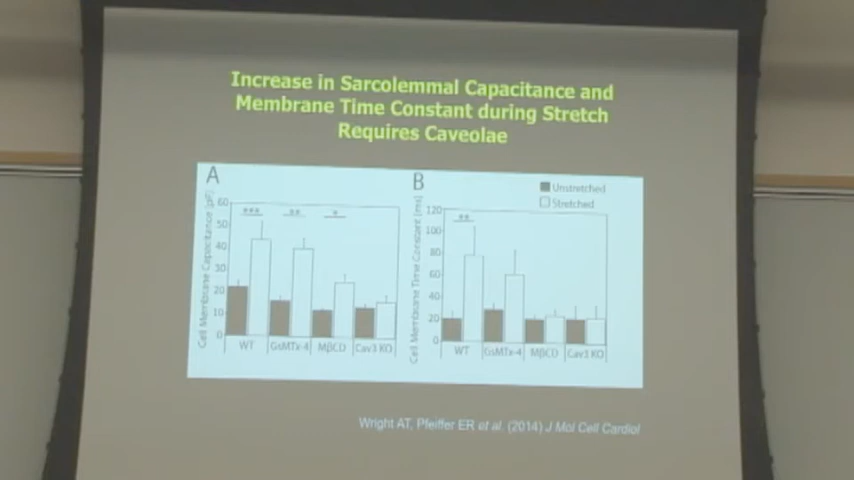 Increase in Sarcolemmal Capacitance and
Membrane Time Constant during Stretch
Requires Caveolae
A
Cell Membrane Capacitance (pF)
60
50
40
30
20
10
0
***
**
*
WT
GsMTx-4
MβCD
Cav3 KO
B
Unstretched
Stretched
Cell Membrane Time Constant (ms)
120
100
80
60
40
20
0
**
WT
GsMTx-4
MβCD
Cav3 KO
Wright AT, Pfeiffer ER et al. (2014) J Mol Cell Cardiol